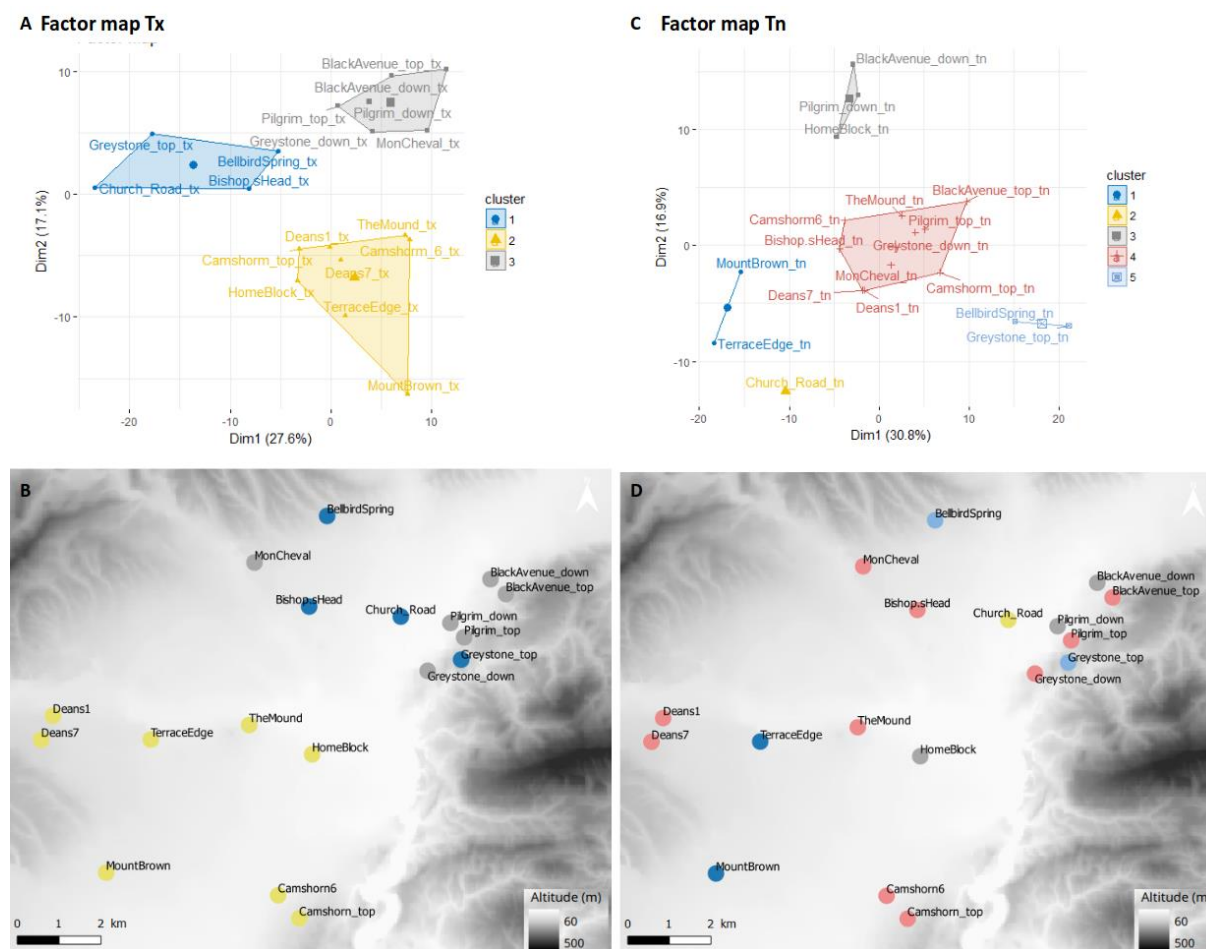 A Factor map Tx
BlackAvenue_top_tx
BlackAvenue_down_tx
Pilgrim_down_tx
Pilgrim_top_tx
Greystone_down_tx
MonCheval_tx
Greystone_top_tx
BellbirdSpring_tx
Bishop.sHead_tx
Church_Road_tx
TheMound_tx
Deans1_tx
Camshorm_6_tx
Camshorm_top_tx
Deans7_tx
HomeBlock_tx
TerraceEdge_tx
MountBrown_tx
10
0
-10
Dim2 (17.1%)
-20
-10
0
10
Dim1 (27.6%)
cluster
1
2
3
C Factor map Tn
BlackAvenue_down_tn
Pilgrim_down_tn
HomeBlock_tn
BlackAvenue_top_tn
TheMound_tn
Camshorm6_tn
Pilgrim_top_tn
Bishop.sHead_tn
Greystone_down_tn
MountBrown_tn
MonCheval_tn
Camshorm_top_tn
Deans7_tn
Deans1_tn
BellbirdSpring_tn
Greystone_top_tn
TerraceEdge_tn
Church_Road_tn
10
0
-10
Dim2 (16.9%)
-20
-10
0
10
20
Dim1 (30.8%)
cluster
1
2
3
4
5
B
BellbirdSpring
MonCheval
BlackAvenue_down
BlackAvenue_top
Bishop.sHead
Church_Road
Pilgrim_down
Pilgrim_top
Greystone_top
Greystone_down
Deans1
TheMound
Deans7
TerraceEdge
HomeBlock
MountBrown
Camshorn6
Camshorn_top
0 1 2 km
Altitude (m)
60
500
D
BellbirdSpring
MonCheval
BlackAvenue_down
BlackAvenue_top
Bishop.sHead
Church_Road
Pilgrim_down
Pilgrim_top
Greystone_top
Greystone_down
Deans1
TheMound
Deans7
TerraceEdge
HomeBlock
MountBrown
Camshorn6
Camshorn_top
0 1 2 km
Altitude (m)
60
500